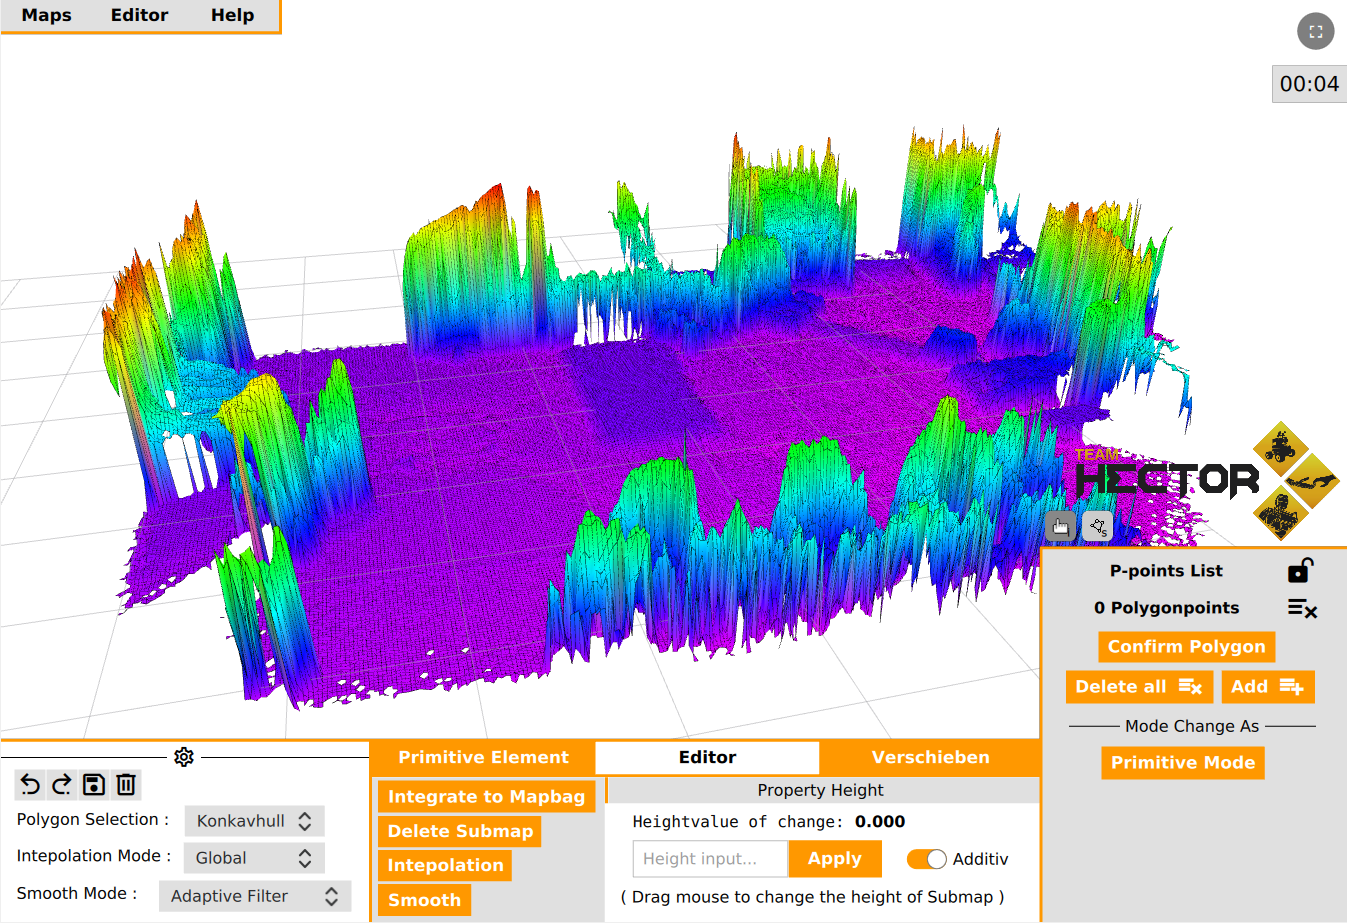 Maps Editor Help
00:04
TEAM
HECTOR
S
P-points List
0 Polygonpoints
Confirm Polygon
Delete all Add
Mode Change As
Primitive Mode
Primitive Element Editor Verschieben
Integrate to Mapbag
Delete Submap
Intepolation
Smooth
Property Height
Heightvalue of change: 0.000
Height input... Apply Additiv
( Drag mouse to change the height of Submap )
Polygon Selection : Konkavhull
Intepolation Mode : Global
Smooth Mode : Adaptive Filter